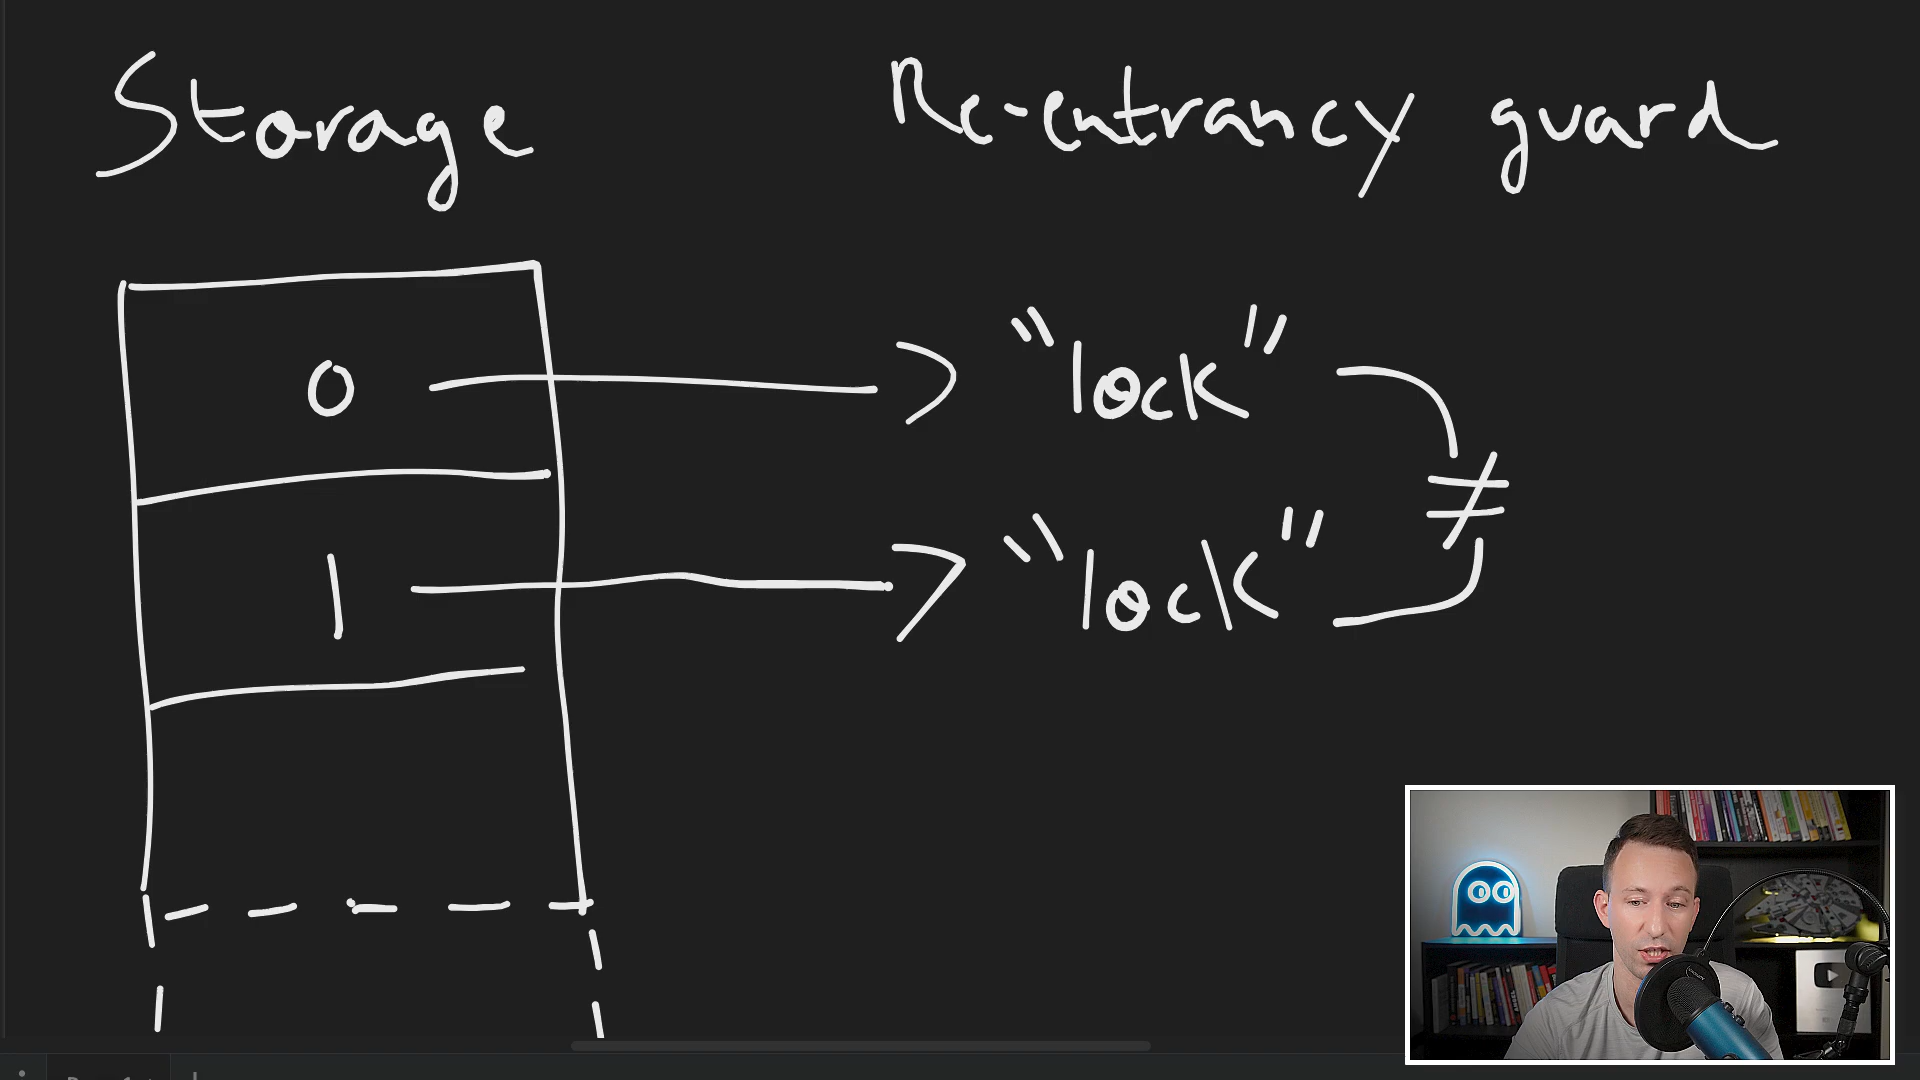 Storage
Re-entrancy guard
0
"lock"
≠
1
"lock"